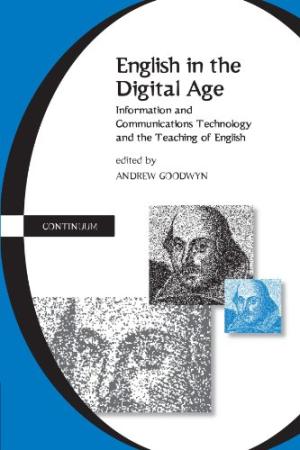 English in the
Digital Age
Information and
Communications Technology
and the Teaching of English
edited by
ANDREW GOODWYN
CONTINUUM